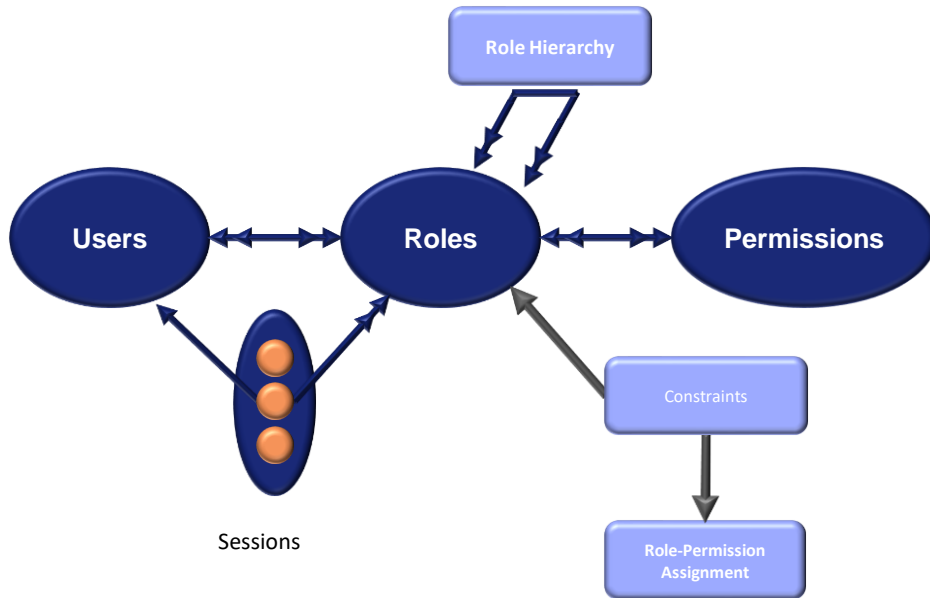 Role Hierarchy
Users
Roles
Permissions
Constraints
Sessions
Role-Permission
Assignment